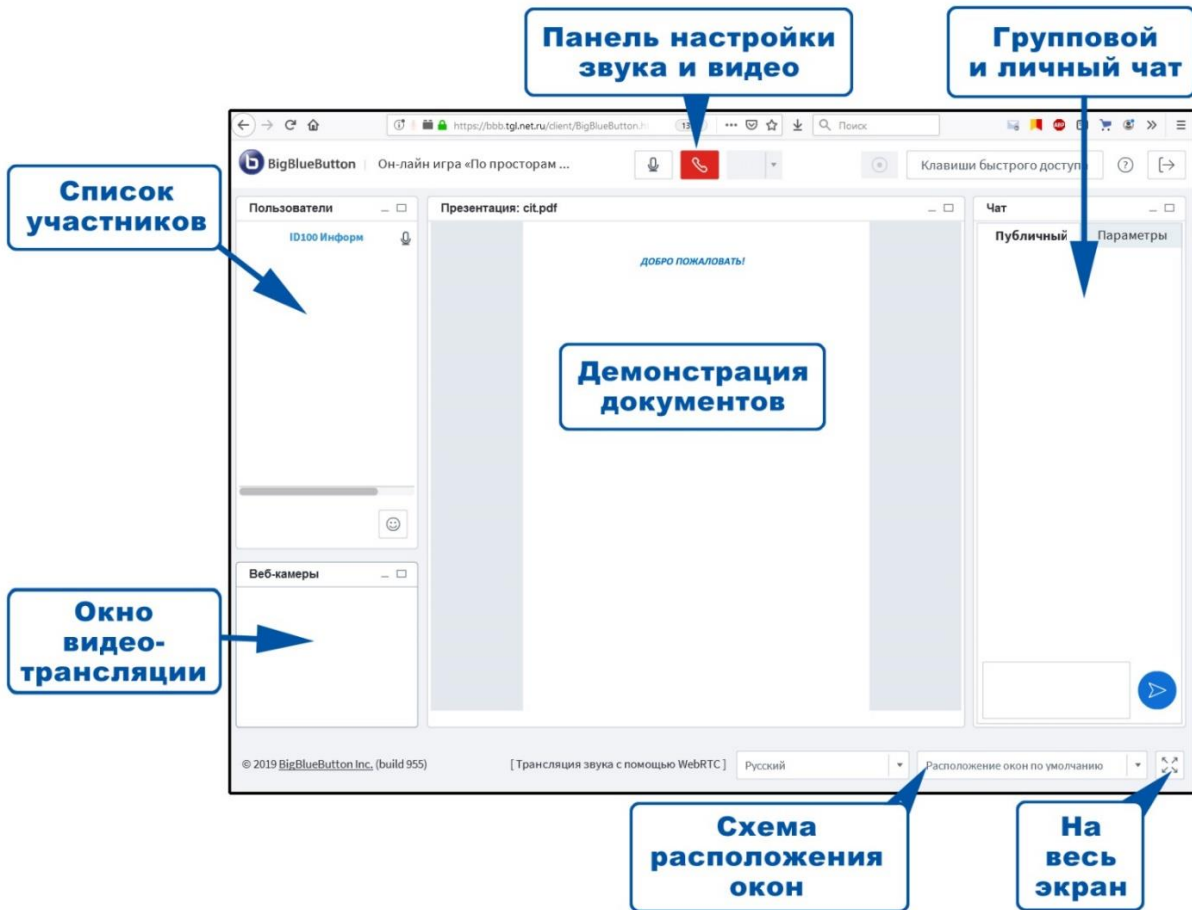 Панель настройки
звука и видео
Групповой
и личный чат
https://bbb.tgl.net.ru/client/BigBlueButton.h
Поиск
BigBlueButton
Он-лайн игра «По просторам ...
Клавиши быстрого доступа
Список
участников
Пользователи
Презентация: cit.pdf
Чат
ID100 Информ
Публичный
Параметры
ДОБРО ПОЖАЛОВАТЬ!
Демонстрация
документов
Веб-камеры
Окно
видео-
трансляции
© 2019 BigBlueButton Inc. (build 955)
[ Трансляция звука с помощью WebRTC ]
Русский
Расположение окон по умолчанию
Схема
расположения
окон
На
весь
экран